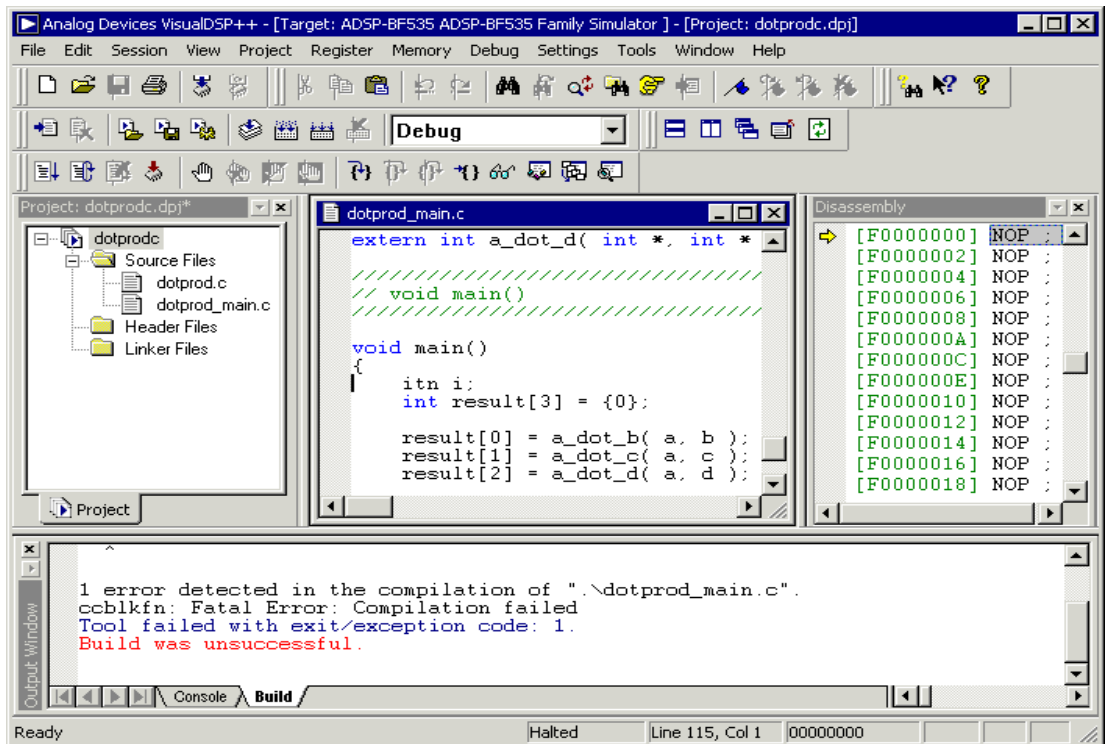 Analog Devices VisualDSP++ - [Target: ADSP-BF535 ADSP-BF535 Family Simulator ] - [Project: dotprodc.dpj]
File Edit Session View Project Register Memory Debug Settings Tools Window Help
Debug
Project: dotprodc.dpj*
dotprodc
Source Files
dotprod.c
dotprod_main.c
Header Files
Linker Files
Project
dotprod_main.c
extern int a_dot_d( int *, int *
///////////////////////////////////
// void main()
///////////////////////////////////
void main()
{
itn i;
int result[3] = {0};
result[0] = a_dot_b( a, b );
result[1] = a_dot_c( a, c );
result[2] = a_dot_d( a, d );
Disassembly
[F0000000] NOP ;
[F0000002] NOP ;
[F0000004] NOP ;
[F0000006] NOP ;
[F0000008] NOP ;
[F000000A] NOP ;
[F000000C] NOP ;
[F000000E] NOP ;
[F0000010] NOP ;
[F0000012] NOP ;
[F0000014] NOP ;
[F0000016] NOP ;
[F0000018] NOP ;
Output Window
^
1 error detected in the compilation of ".\dotprod_main.c".
ccblkfn: Fatal Error: Compilation failed
Tool failed with exit/exception code: 1.
Build was unsuccessful.
Console Build
Ready Halted Line 115, Col 1 00000000